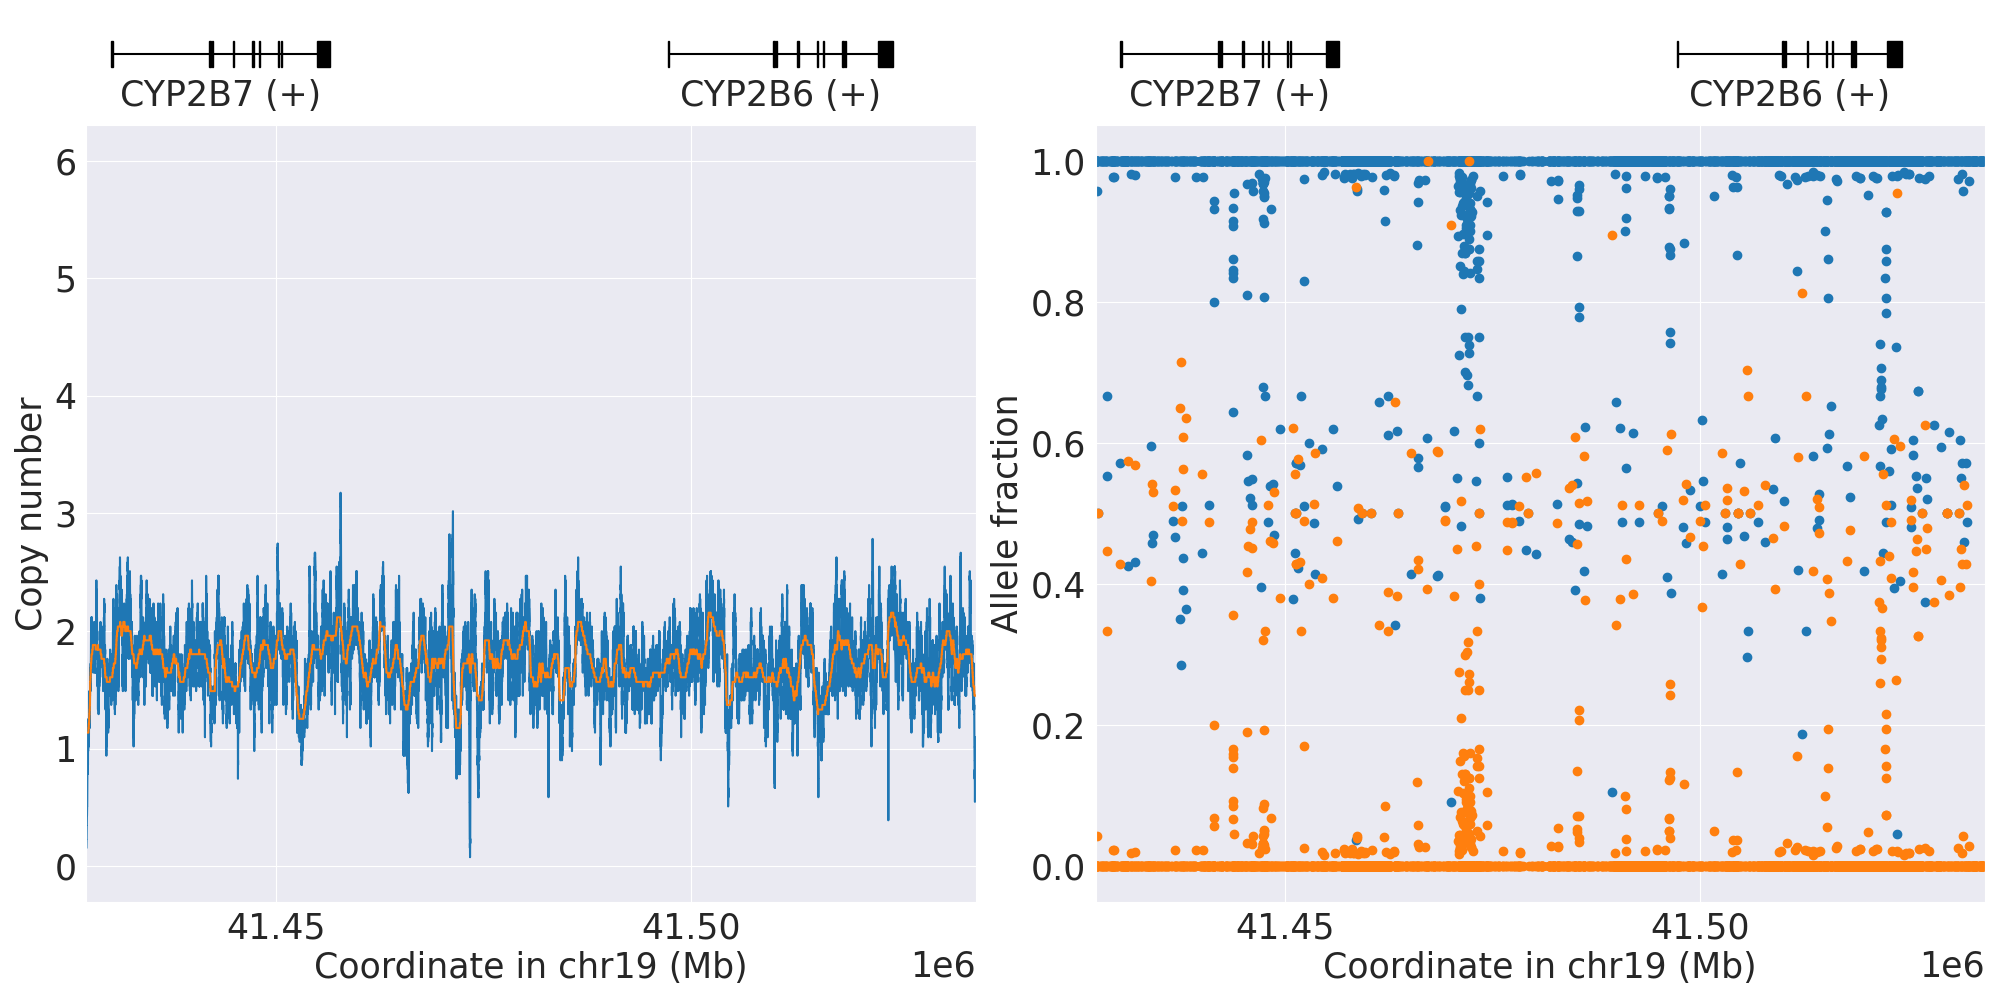 CYP2B7 (+) CYP2B6 (+)
6
5
4
3
2
1
0
Copy number
41.45 41.50
Coordinate in chr19 (Mb) 1e6
CYP2B7 (+) CYP2B6 (+)
1.0
0.8
0.6
0.4
0.2
0.0
Allele fraction
41.45 41.50
Coordinate in chr19 (Mb) 1e6